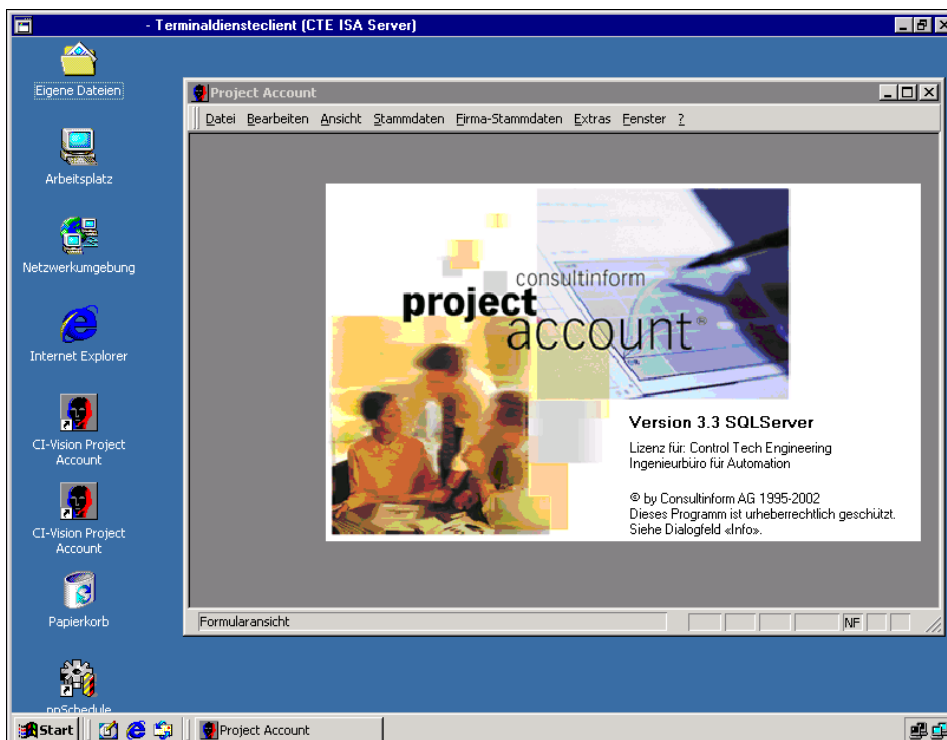 - Terminaldiensteclient (CTE ISA Server)
Eigene Dateien
Arbeitsplatz
Netzwerkumgebung
Internet Explorer
CI-Vision Project
Account
CI-Vision Project
Account
Papierkorb
npSchedule
Project Account
Datei Bearbeiten Ansicht Stammdaten Firma-Stammdaten Extras Fenster ?
consultinform
project
account®
Version 3.3 SQLServer
Lizenz für: Control Tech Engineering
Ingenieurbüro für Automation
© by Consultinform AG 1995-2002
Dieses Programm ist urheberrechtlich geschützt.
Siehe Dialogfeld «Info».
Formularansicht
NF
Start
Project Account